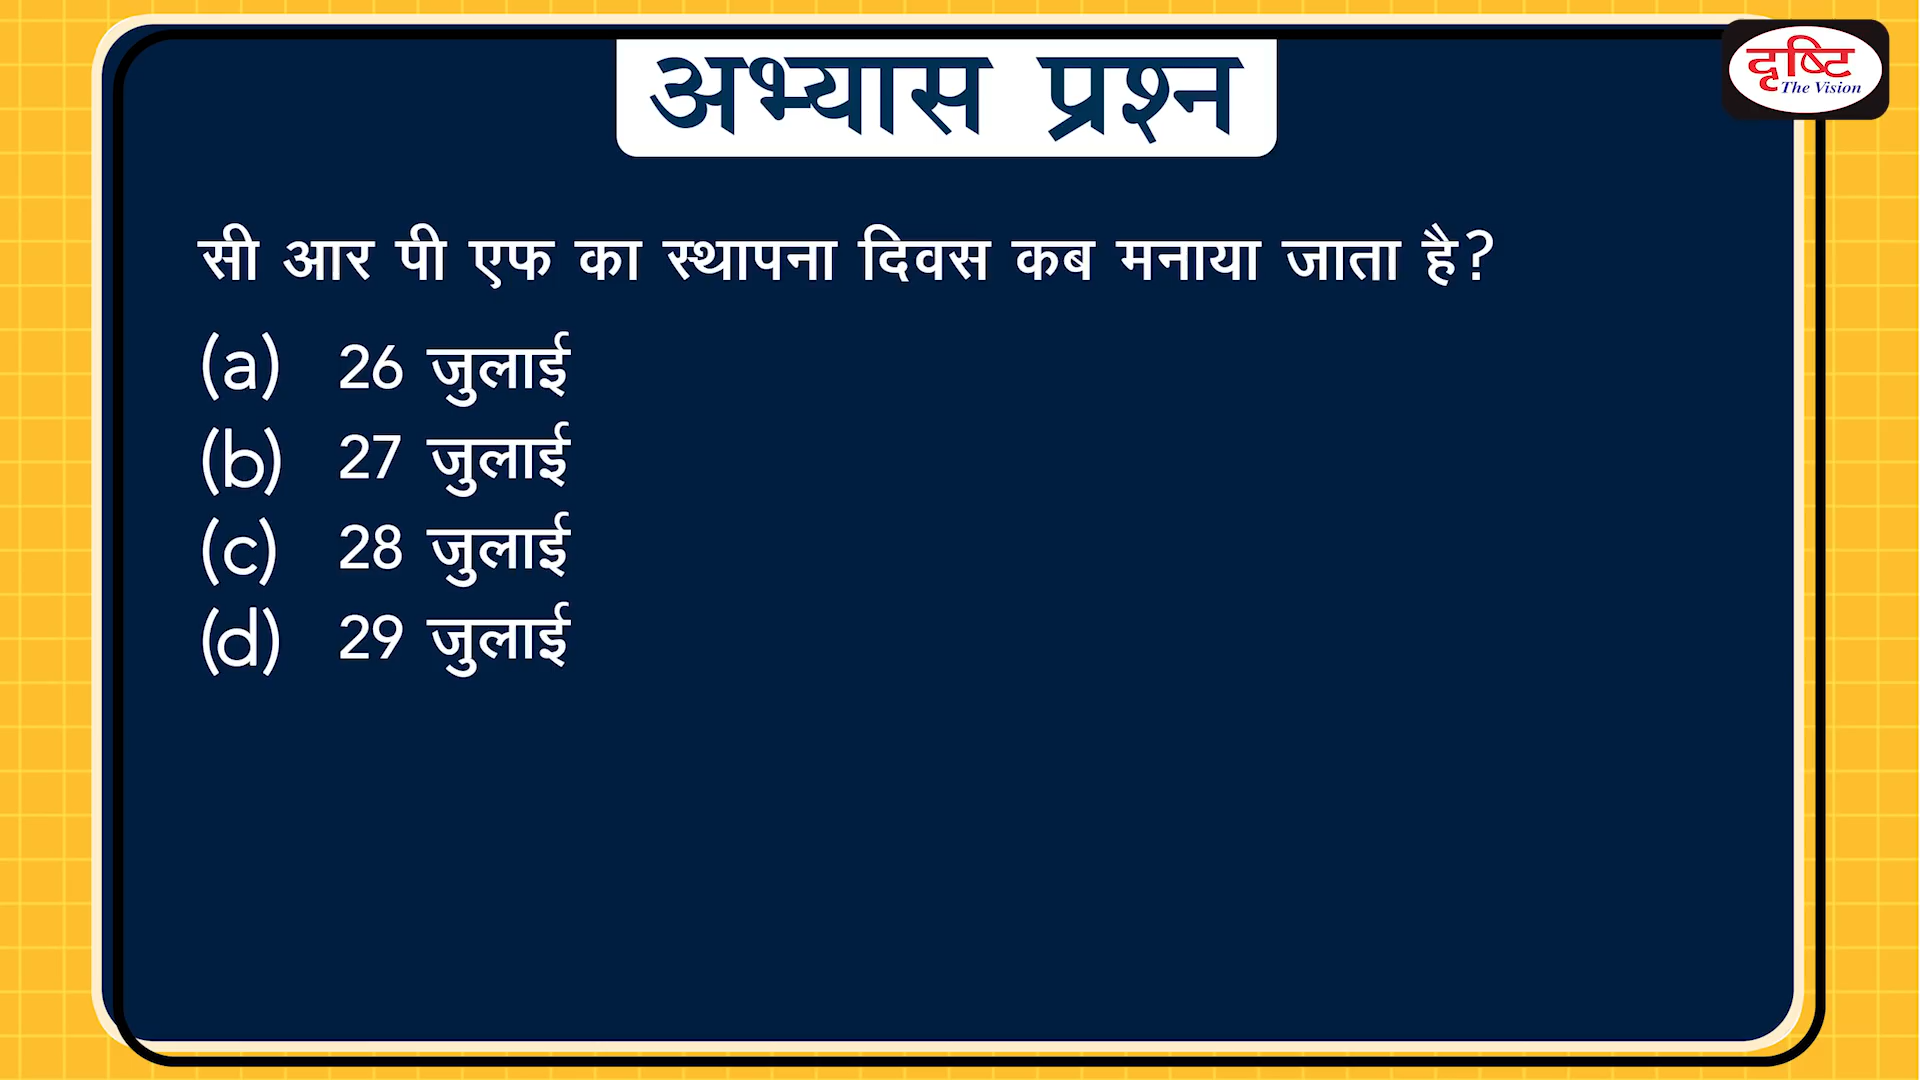 अभ्यास प्रश्न
दृष्टि
The Vision
सी आर पी एफ का स्थापना दिवस कब मनाया जाता है?
(a) 26 जुलाई
(b) 27 जुलाई
(c) 28 जुलाई
(d) 29 जुलाई